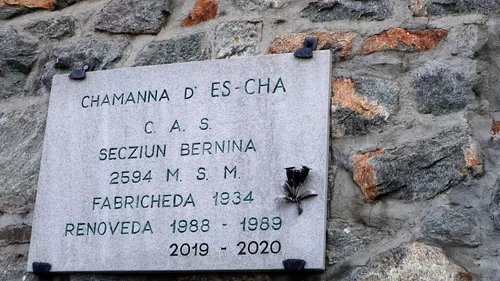 CHAMANNA D' ES-CHA
C. A. S.
SECZIUN BERNINA
2594 M. S. M.
FABRICHEDA 1934
RENOVEDA 1988 - 1989
2019 - 2020